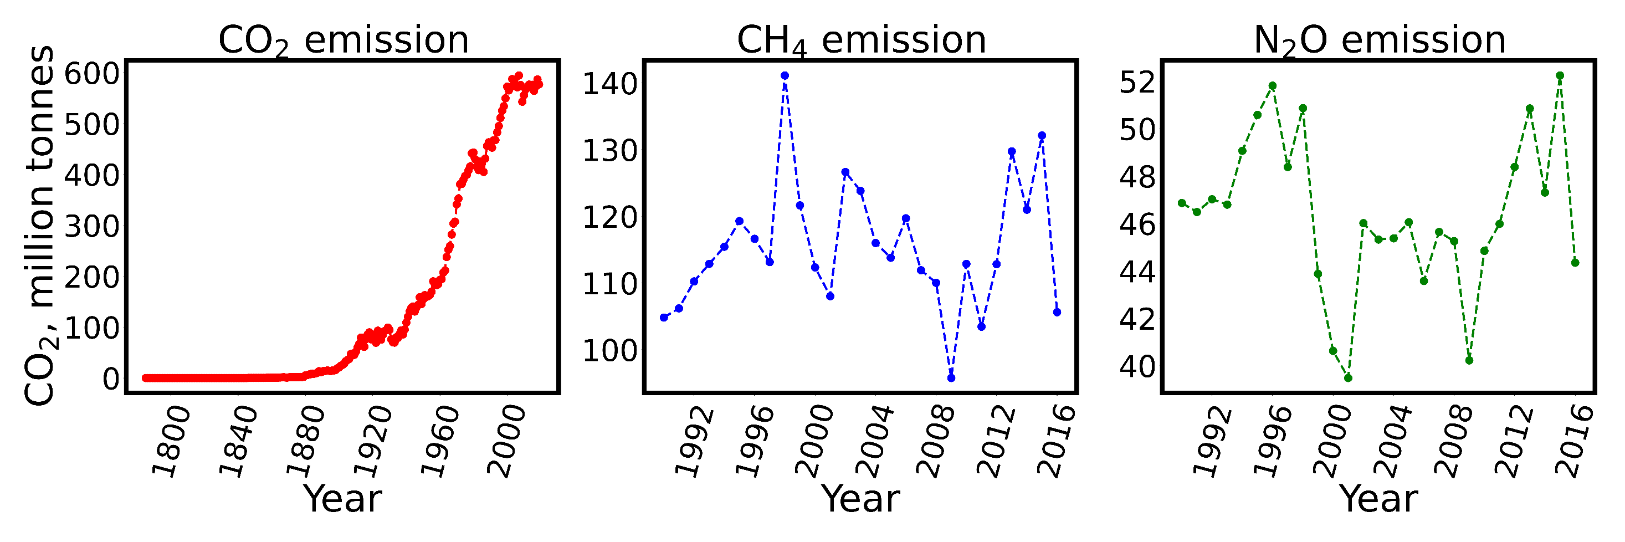 CO₂ emission
CO₂, million tonnes
600
500
400
300
200
100
0
1800 1840 1880 1920 1960 2000
Year
CH₄ emission
140
130
120
110
100
1992 1996 2000 2004 2008 2012 2016
Year
N₂O emission
52
50
48
46
44
42
40
1992 1996 2000 2004 2008 2012 2016
Year